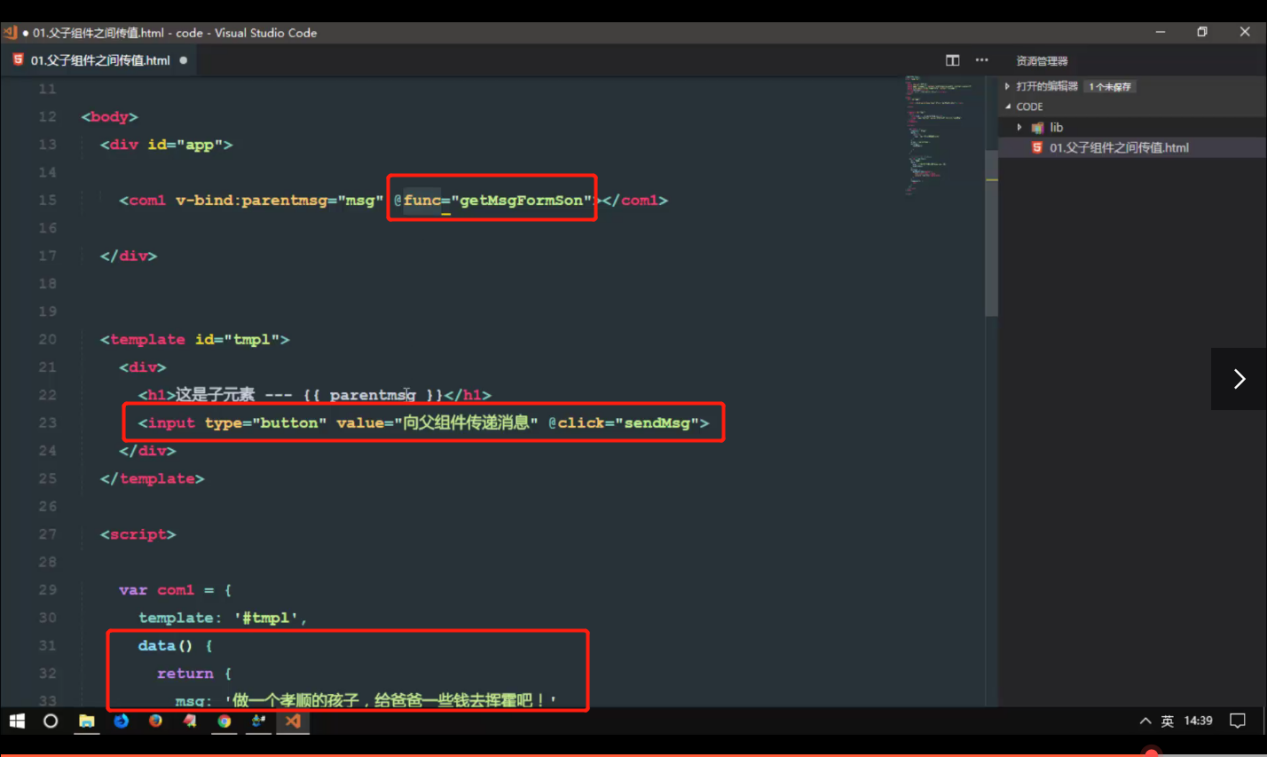 01.父子组件之间传值.html - code - Visual Studio Code
01.父子组件之间传值.html
资源管理器
打开的编辑器 1 个未保存
CODE
lib
01.父子组件之间传值.html
11
12 <body>
13 <div id="app">
14
15 <com1 v-bind:parentmsg="msg" @func="getMsgFormSon"></com1>
16
17 </div>
18
19
20 <template id="tmpl">
21 <div>
22 <h1>这是子元素 --- {{ parentmsg }}</h1>
23 <input type="button" value="向父组件传递消息" @click="sendMsg">
24 </div>
25 </template>
26
27 <script>
28
29 var com1 = {
30 template: '#tmpl',
31 data() {
32 return {
33 msg: '做一个孝顺的孩子，给爸爸一些钱去挥霍吧！'
英 14:39